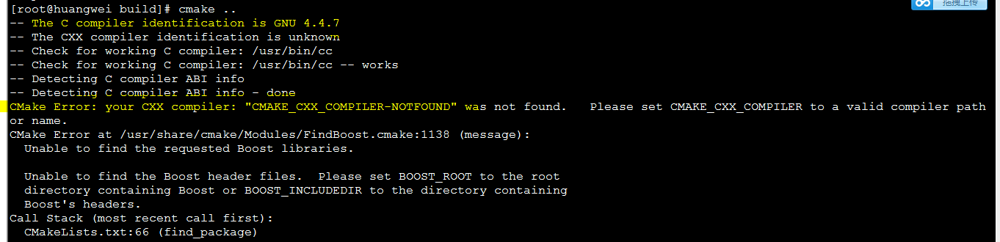 [root@huangwei build]# cmake ..
拖拽上传
-- The C compiler identification is GNU 4.4.7
-- The CXX compiler identification is unknown
-- Check for working C compiler: /usr/bin/cc
-- Check for working C compiler: /usr/bin/cc -- works
-- Detecting C compiler ABI info
-- Detecting C compiler ABI info - done
CMake Error: your CXX compiler: "CMAKE_CXX_COMPILER-NOTFOUND" was not found.   Please set CMAKE_CXX_COMPILER to a valid compiler path
or name.
CMake Error at /usr/share/cmake/Modules/FindBoost.cmake:1138 (message):
  Unable to find the requested Boost libraries.
  Unable to find the Boost header files.  Please set BOOST_ROOT to the root
  directory containing Boost or BOOST_INCLUDEDIR to the directory containing
  Boost's headers.
Call Stack (most recent call first):
  CMakeLists.txt:66 (find_package)